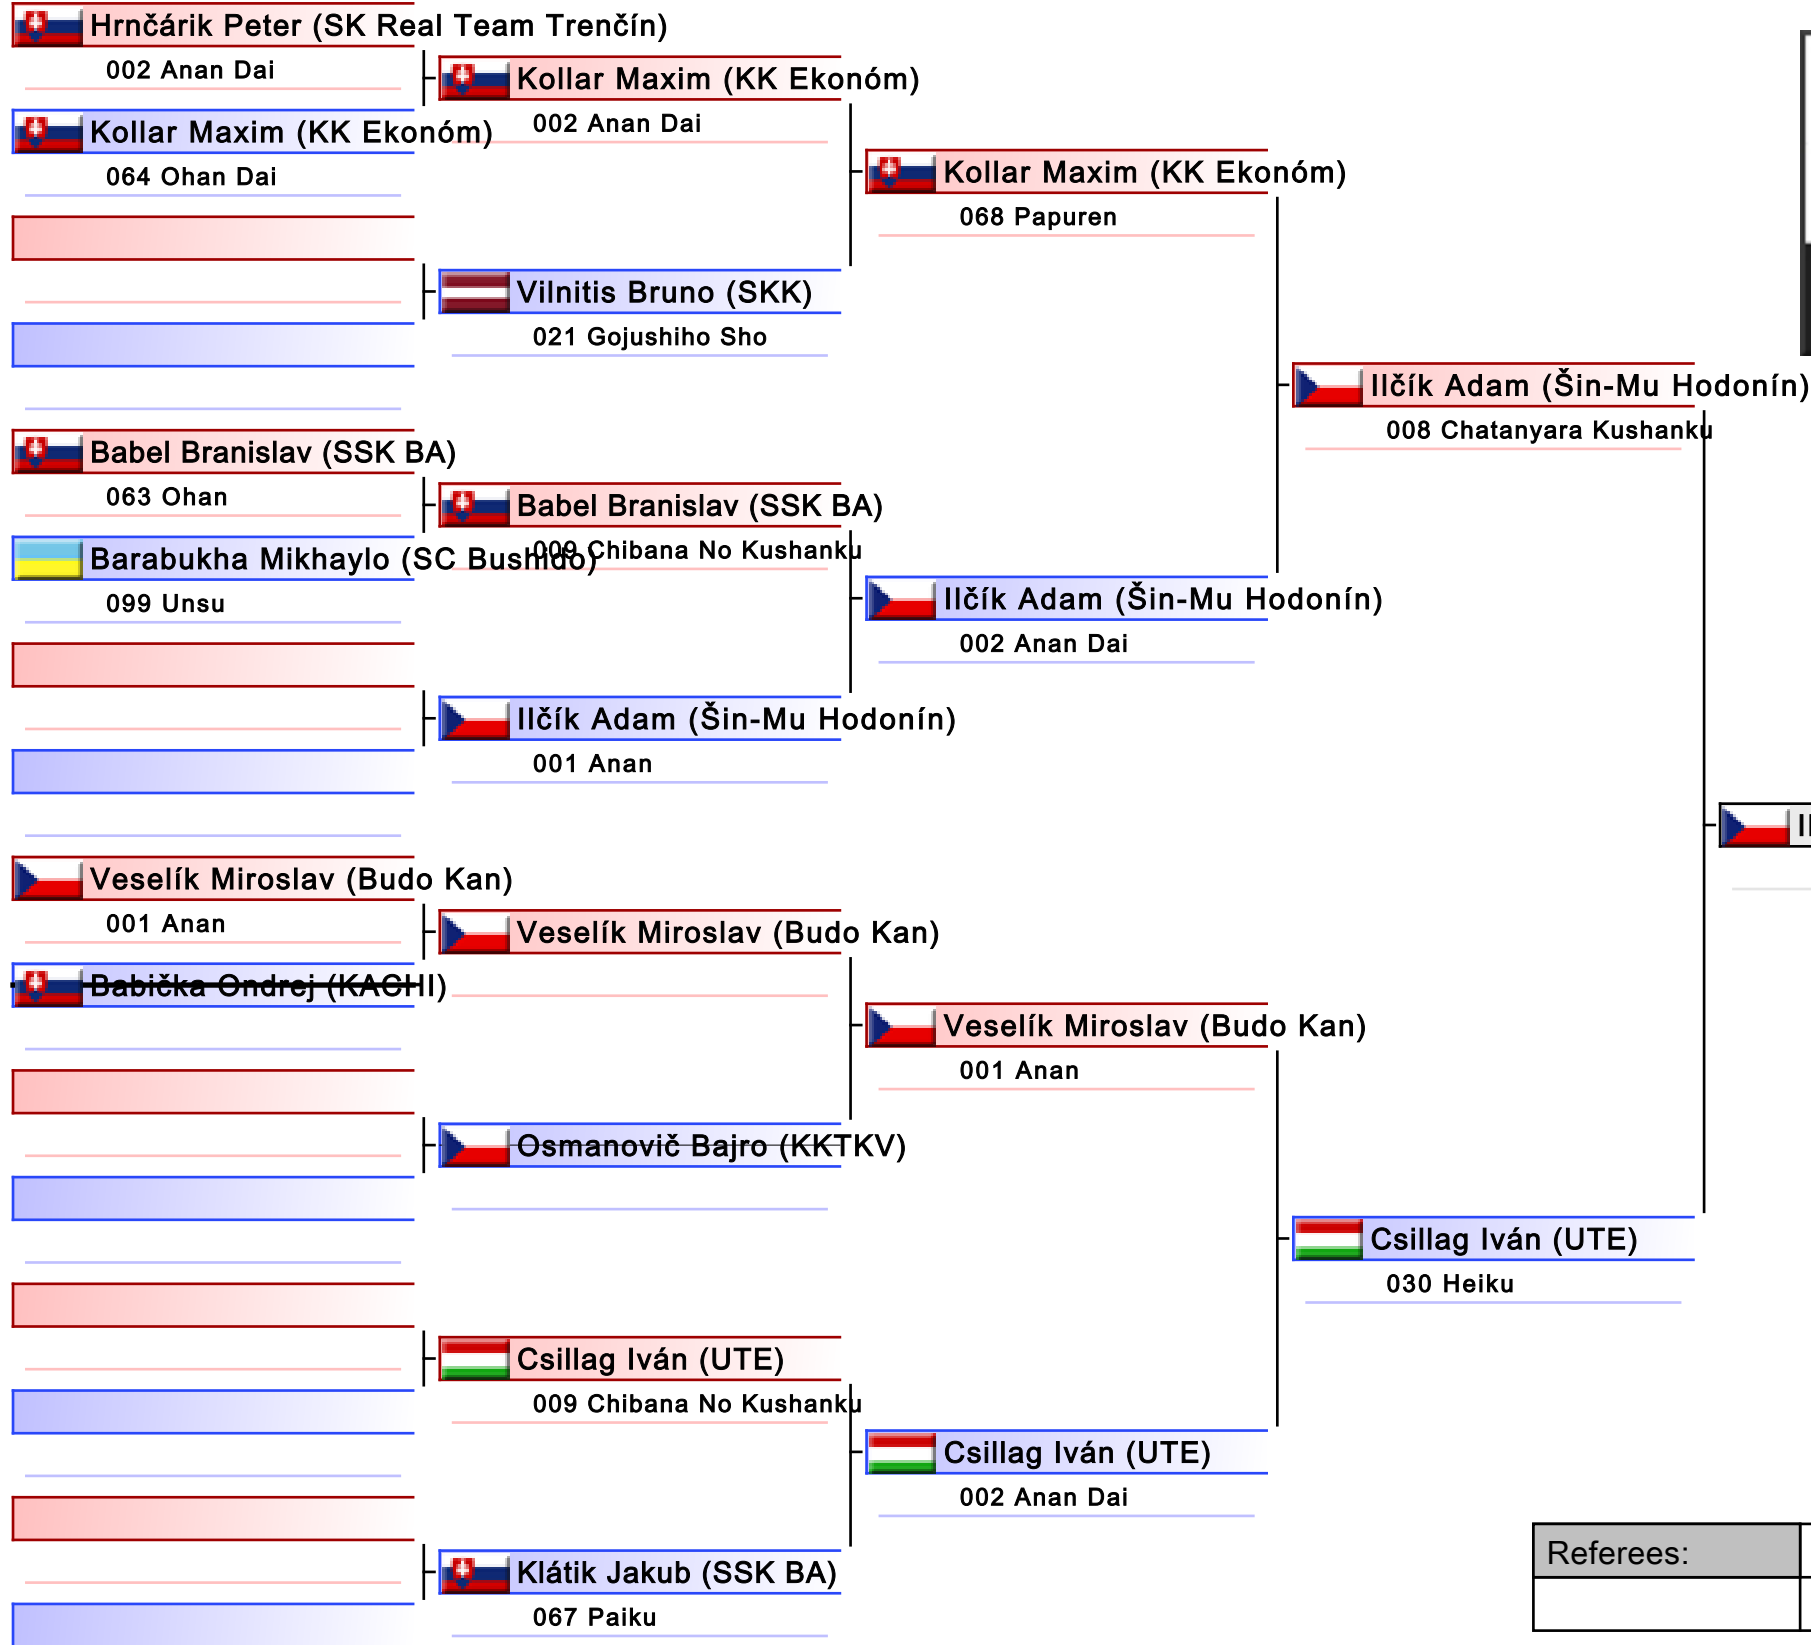 Hrnčárik Peter (SK Real Team Trenčín)
002 Anan Dai
Kollar Maxim (KK Ekonóm)
064 Ohan Dai
Babel Branislav (SSK BA)
063 Ohan
Barabukha Mikhaylo (SC Bushido)
099 Unsu
Veselík Miroslav (Budo Kan)
001 Anan
Babička Ondrej (KACHI)
Kollar Maxim (KK Ekonóm)
002 Anan Dai
Vilnitis Bruno (SKK)
021 Gojushiho Sho
Babel Branislav (SSK BA)
009 Chibana No Kushanku
Ilčík Adam (Šin-Mu Hodonín)
001 Anan
Veselík Miroslav (Budo Kan)
Osmanovič Bajro (KKTKV)
Csillag Iván (UTE)
009 Chibana No Kushanku
Klátik Jakub (SSK BA)
067 Paiku
Kollar Maxim (KK Ekonóm)
068 Papuren
Ilčík Adam (Šin-Mu Hodonín)
002 Anan Dai
Veselík Miroslav (Budo Kan)
001 Anan
Csillag Iván (UTE)
002 Anan Dai
Ilčík Adam (Šin-Mu Hodonín)
008 Chatanyara Kushanku
Csillag Iván (UTE)
030 Heiku
Referees: